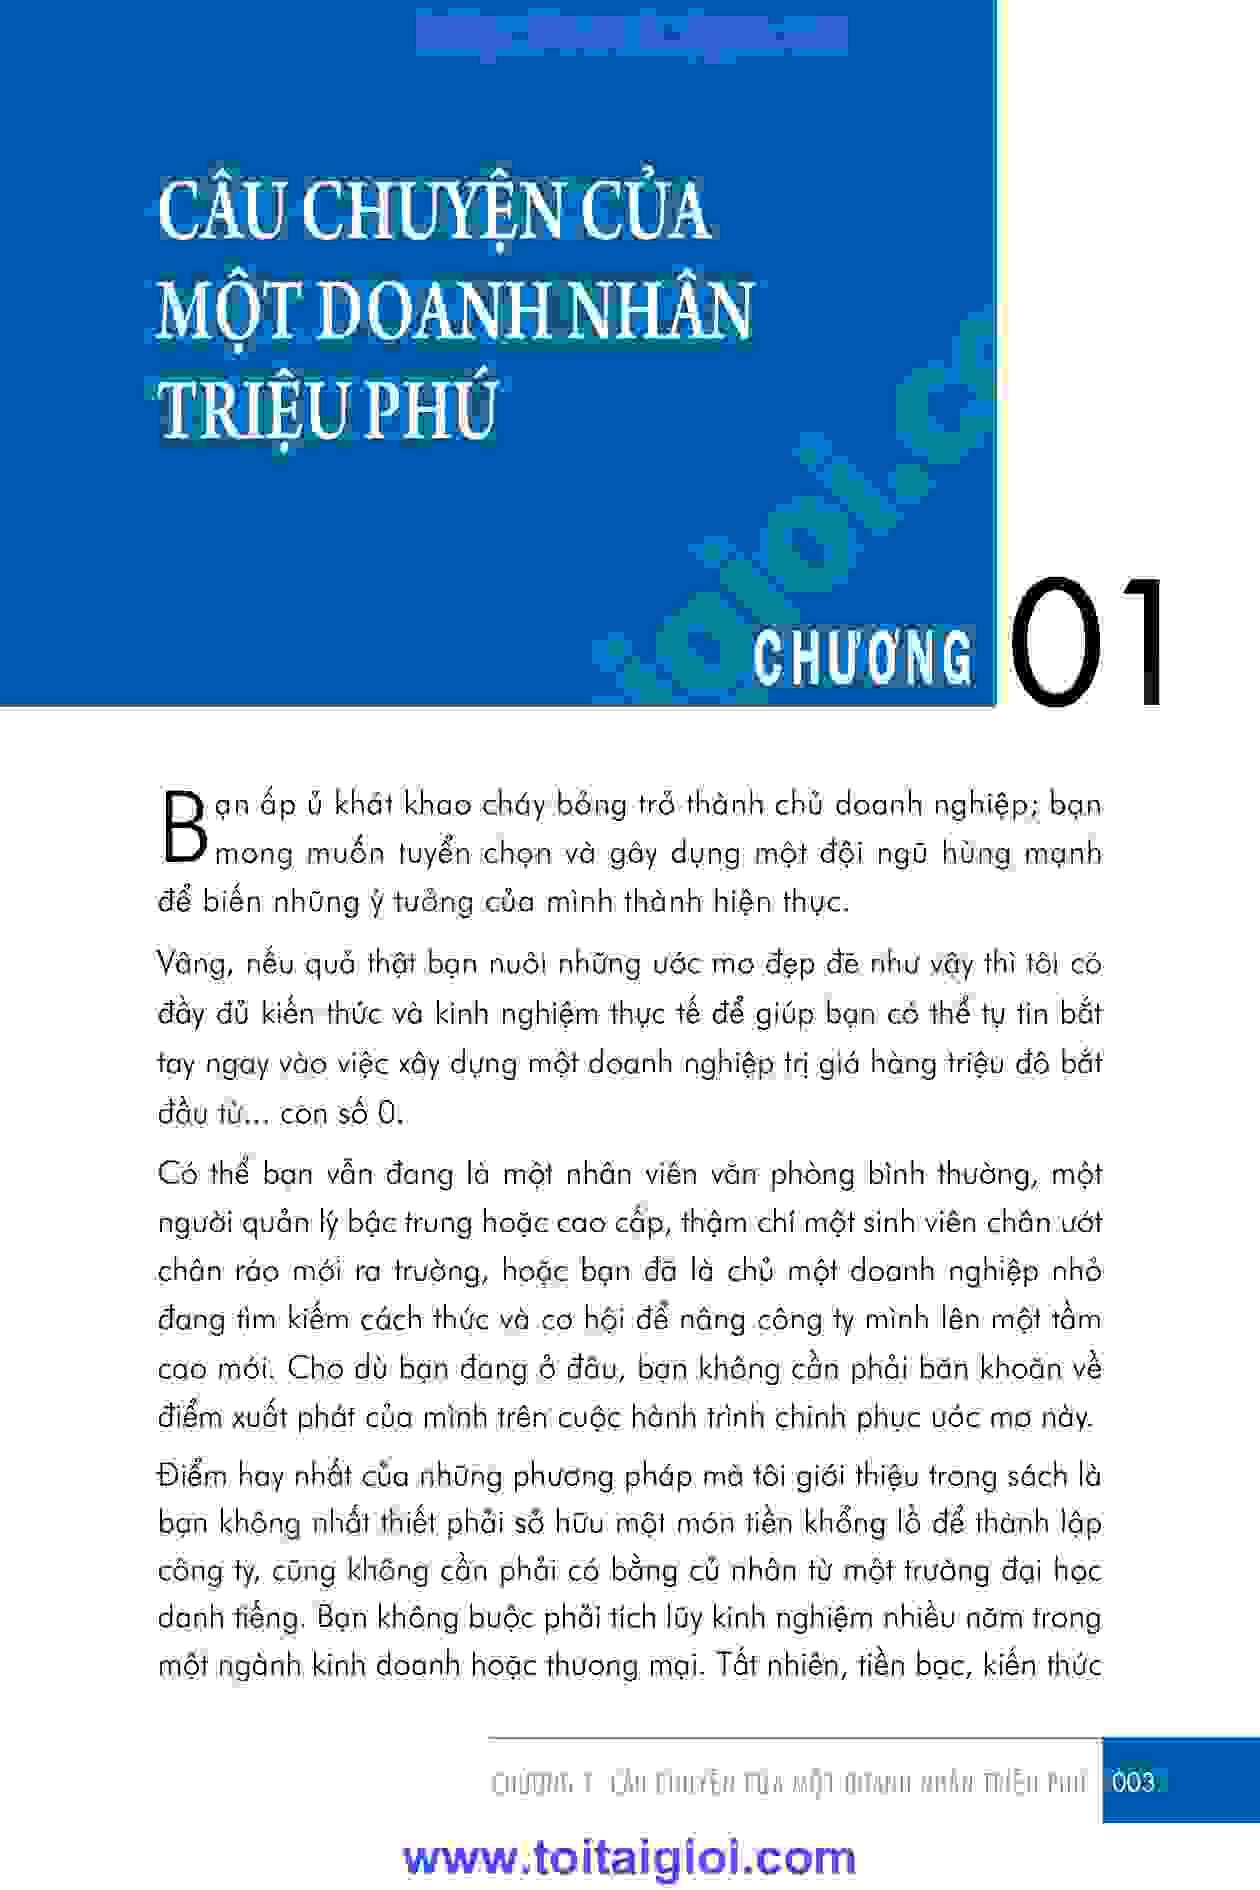 CÂU CHUYỆN CỦA
MỘT DOANH NHÂN
TRIỆU PHÚ
CHƯƠNG 01
Bạn ấp ủ khát khao cháy bỏng trở thành chủ doanh nghiệp; bạn
mong muốn tuyển chọn và gây dựng một đội ngũ hùng mạnh
để biến những ý tưởng của mình thành hiện thực.
Vâng, nếu quả thật bạn nuôi những ước mơ đẹp đẽ như vậy thì tôi có
đầy đủ kiến thức và kinh nghiệm thực tế để giúp bạn có thể tự tin bắt
tay ngay vào việc xây dựng một doanh nghiệp trị giá hàng triệu đô bắt
đầu từ... con số 0.
Có thể bạn vẫn đang là một nhân viên văn phòng bình thường, một
người quản lý bậc trung hoặc cao cấp, thậm chí một sinh viên chân ướt
chân ráo mới ra trường, hoặc bạn đã là chủ một doanh nghiệp nhỏ
đang tìm kiếm cách thức và cơ hội để nâng công ty mình lên một tầm
cao mới. Cho dù bạn đang ở đâu, bạn không cần phải băn khoăn về
điểm xuất phát của mình trên cuộc hành trình chinh phục ước mơ này.
Điểm hay nhất của những phương pháp mà tôi giới thiệu trong sách là
bạn không nhất thiết phải sở hữu một món tiền khổng lồ để thành lập
công ty, cũng không cần phải có bằng cử nhân từ một trường đại học
danh tiếng. Bạn không buộc phải tích lũy kinh nghiệm nhiều năm trong
một ngành kinh doanh hoặc thương mại. Tất nhiên, tiền bạc, kiến thức
CHƯƠNG 1 CÂU CHUYỆN CỦA MỘT DOANH NHÂN TRIỆU PHÚ 003
www.toitaigioi.com